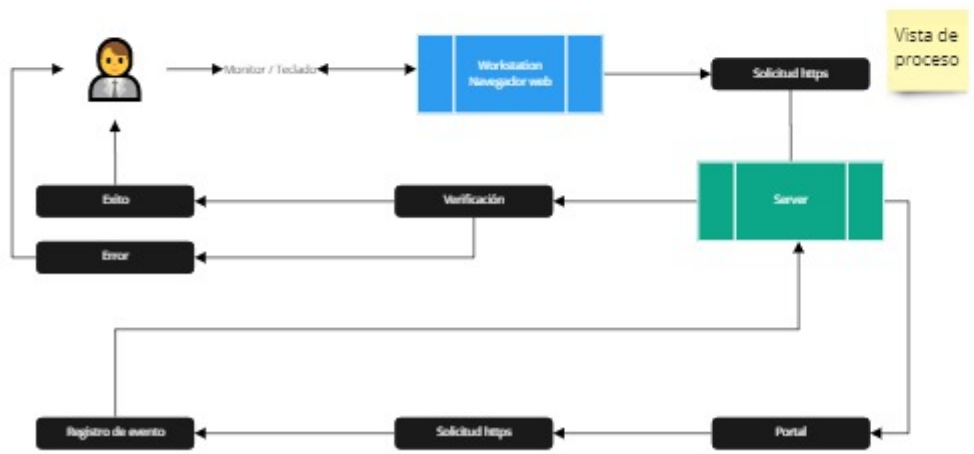 Vista de
proceso
Monitor / Teclado
Workstation
Navegador web
Solicitud https
Exito
Verificación
Server
Error
Registro de evento
Solicitud https
Portal